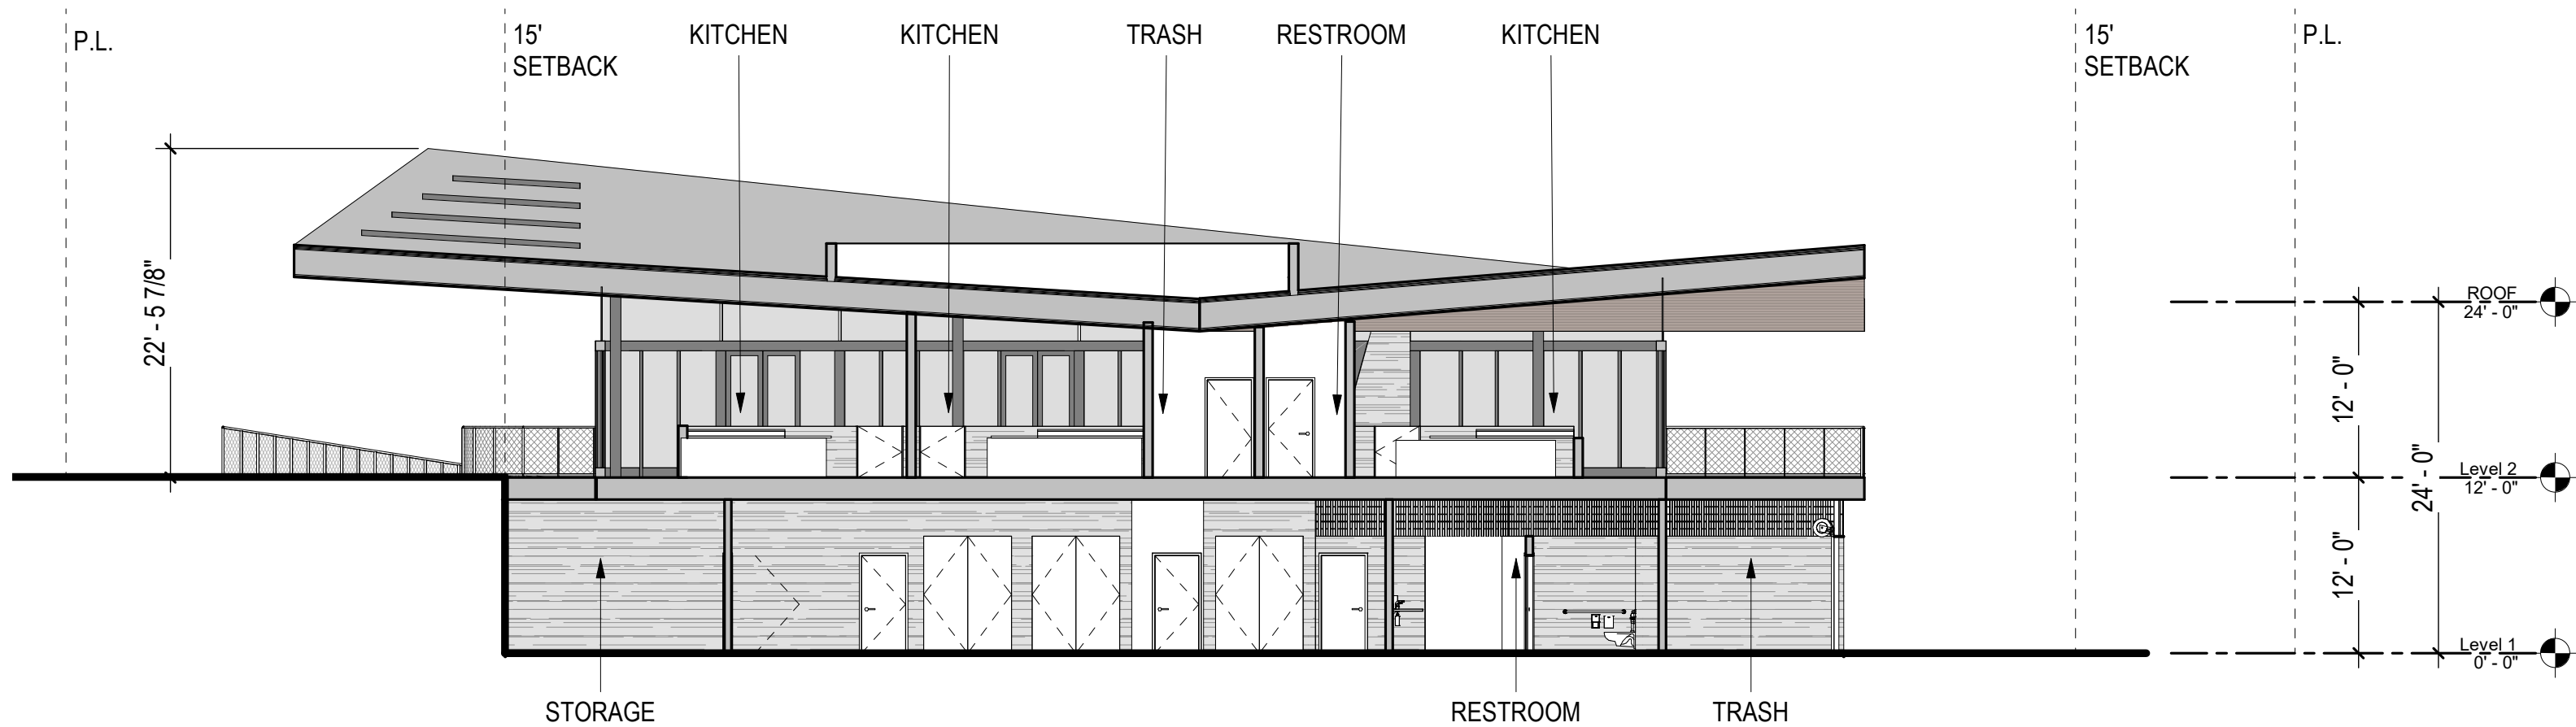 P.L.
15'
SETBACK
KITCHEN
KITCHEN
TRASH
RESTROOM
KITCHEN
15'
SETBACK
P.L.
22' - 5 7/8"
ROOF
24' - 0"
12' - 0"
24' - 0"
Level 2
12' - 0"
12' - 0"
Level 1
0' - 0"
STORAGE
RESTROOM
TRASH